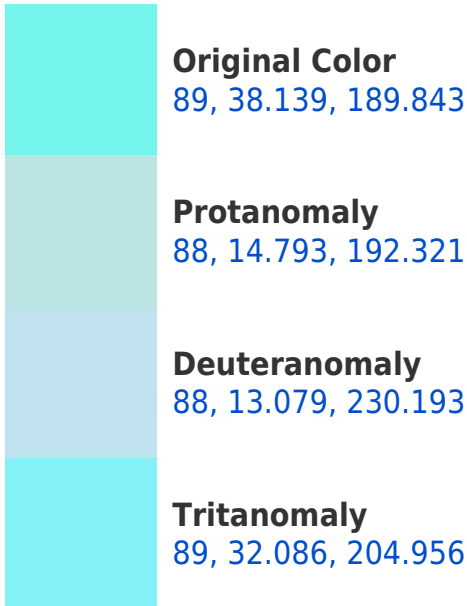 Original Color
89, 38.139, 189.843
Protanomaly
88, 14.793, 192.321
Deuteranomaly
88, 13.079, 230.193
Tritanomaly
89, 32.086, 204.956